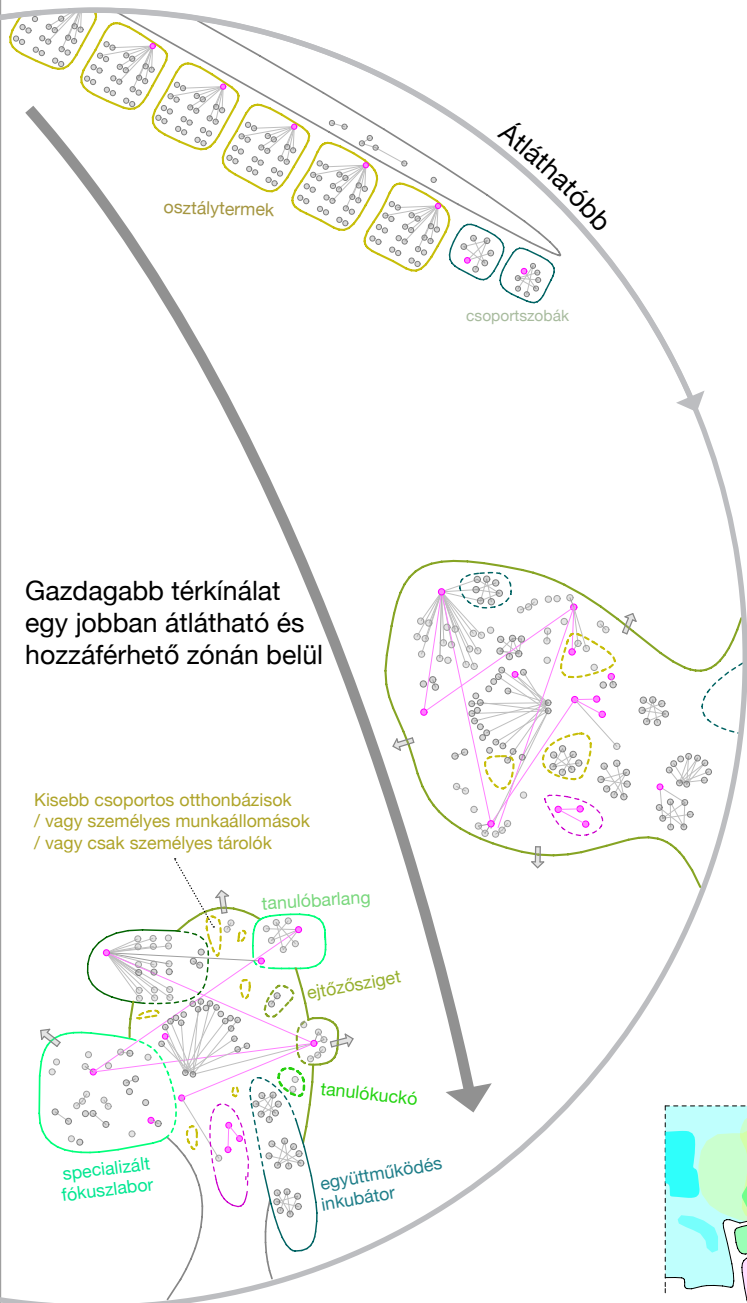 Átláthatóbb
osztálytermek
csoportszobák
Gazdagabb térkínálat
egy jobban átlátható és
hozzáférhető zónán belül
Kisebb csoportos otthonbázisok
/ vagy személyes munkaállomások
/ vagy csak személyes tárolók
tanulóbarlang
ejtőzősziget
tanulókuckó
specializált
fókuszlabor
együttműködés
inkubátor